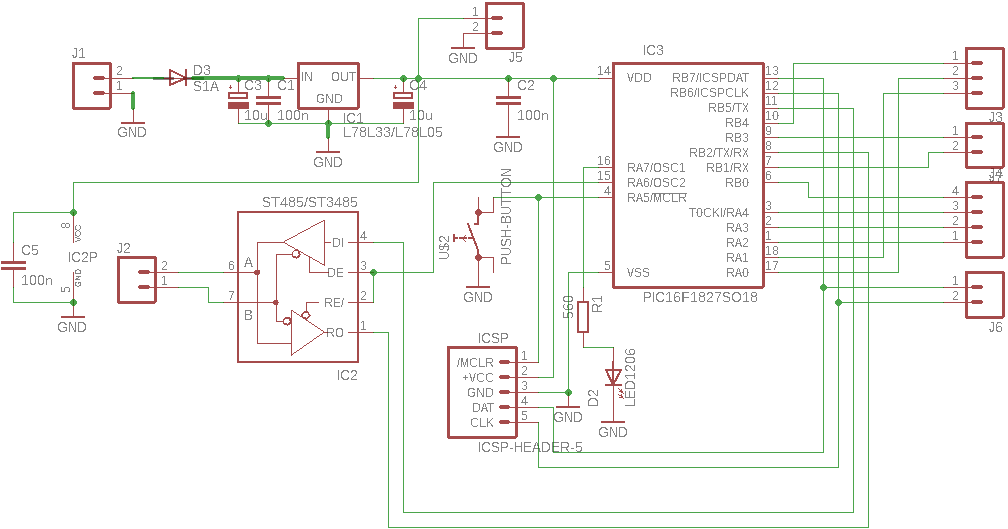 1
2
J5
GND
J1
2
1
GND
D3
S1A
C3
10u
C1
100n
IN OUT
GND
IC1
L78L33/L78L05
GND
C4
10u
C2
100n
GND
IC3
14 VDD
16 RA7/OSC1
15 RA6/OSC2
4 RA5/MCLR
5 VSS
RB7/ICSPDAT 13
RB6/ICSPCLK 12
RB5/TX 11
RB4 10
RB3 9
RB2/TX/RX 8
RB1/RX 7
RB0 6
T0CKI/RA4 3
RA3 2
RA2 1
RA1 18
RA0 17
PIC16F1827SO18
1
2
3
J3
1
2
J4
4
3
2
1
1
2
J6
ST485/ST3485
A
B
6
7
DI 4
DE 3
RE/ 2
RO 1
IC2
8
VCC
IC2P
5
GND
GND
C5
100n
J2
2
1
U$2
PUSH-BUTTON
GND
ICSP
/MCLR 1
+VCC 2
GND 3
DAT 4
CLK 5
ICSP-HEADER-5
GND
560
R1
D2
LED1206
GND